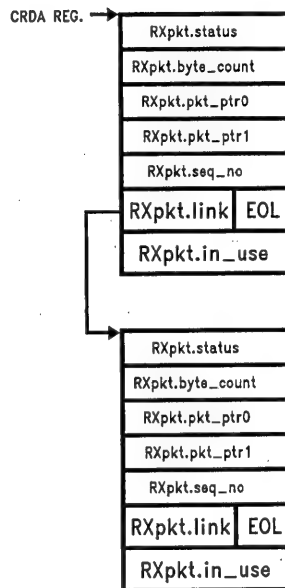 CRDA REG.
RXpkt.status
RXpkt.byte_count
RXpkt.pkt_ptr0
RXpkt.pkt_ptr1
RXpkt.seq_no
RXpkt.link EOL
RXpkt.in_use
RXpkt.status
RXpkt.byte_count
RXpkt.pkt_ptr0
RXpkt.pkt_ptr1
RXpkt.seq_no
RXpkt.link EOL
RXpkt.in_use